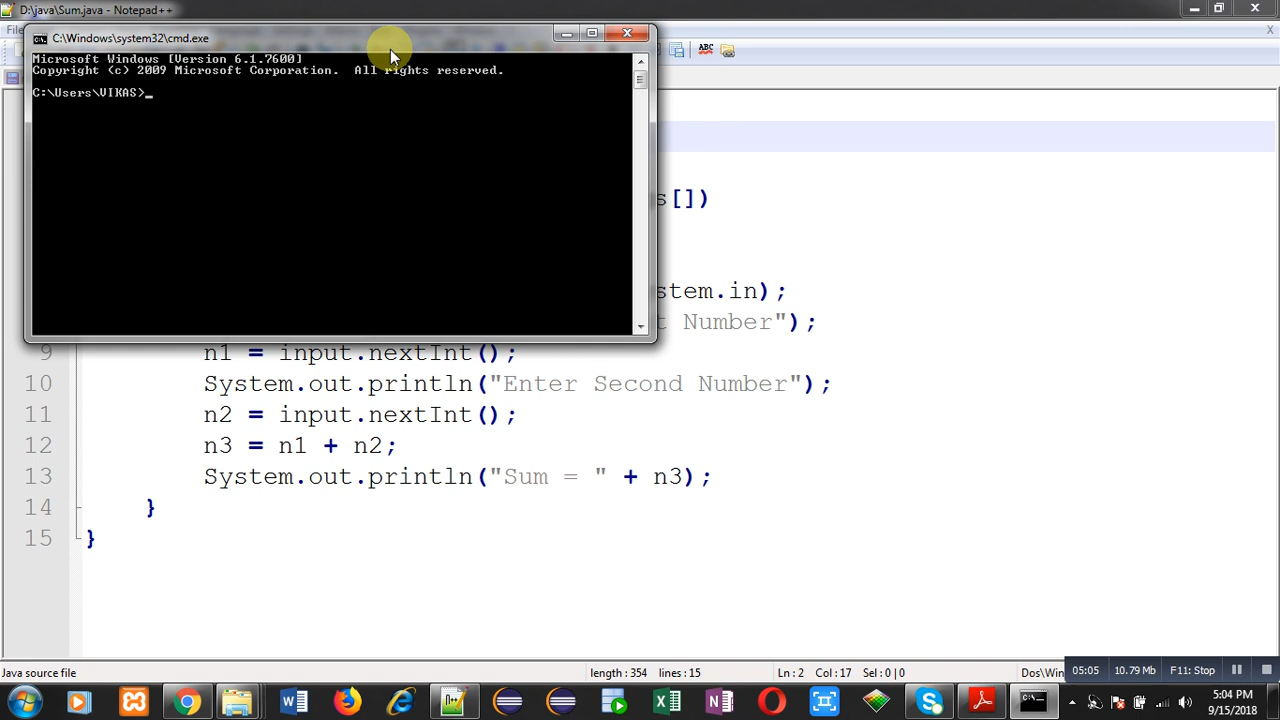 D:\java\Sum.java - Notepad++
C:\Windows\system32\cmd.exe
Microsoft Windows [Version 6.1.7600]
Copyright (c) 2009 Microsoft Corporation.  All rights reserved.
C:\Users\VIKAS>_
s[])
stem.in);
t Number");
9 n1 = input.nextInt();
10 System.out.println("Enter Second Number");
11 n2 = input.nextInt();
12 n3 = n1 + n2;
13 System.out.println("Sum = " + n3);
14 }
15 }
Java source file length : 354 lines : 15 Ln : 2 Col : 17 Sel : 0 | 0 Dos\Win
05:05 10.79 Mb F11: Stop
5:04 PM
9/15/2018